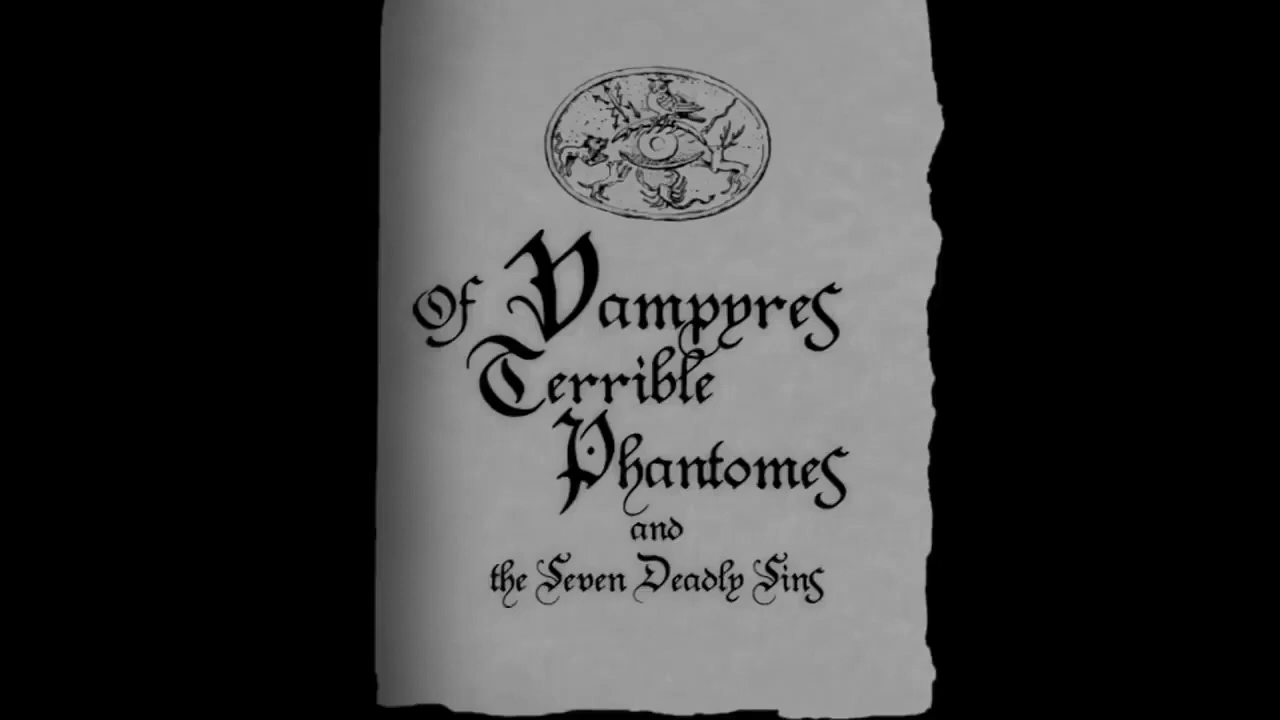 Of Vampyres
Terrible
Phantomes
and
the Seven Deadly Sins